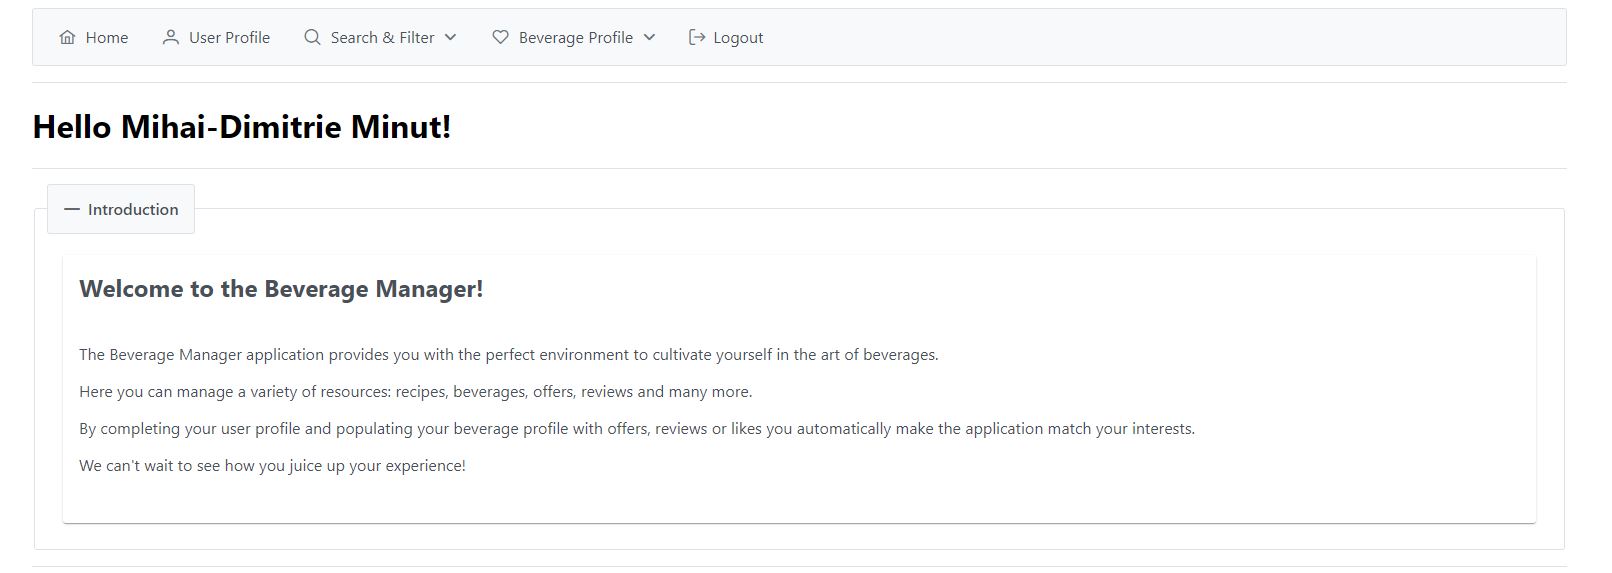 Home User Profile Search & Filter Beverage Profile Logout
Hello Mihai-Dimitrie Minut!
Introduction
Welcome to the Beverage Manager!
The Beverage Manager application provides you with the perfect environment to cultivate yourself in the art of beverages.
Here you can manage a variety of resources: recipes, beverages, offers, reviews and many more.
By completing your user profile and populating your beverage profile with offers, reviews or likes you automatically make the application match your interests.
We can't wait to see how you juice up your experience!